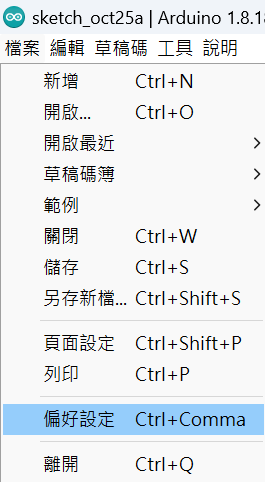 sketch_oct25a | Arduino 1.8.1
檔案 編輯 草稿碼 工具 說明
新增 Ctrl+N
開啟... Ctrl+O
開啟最近
草稿碼簿
範例
關閉 Ctrl+W
儲存 Ctrl+S
另存新檔... Ctrl+Shift+S
頁面設定 Ctrl+Shift+P
列印 Ctrl+P
偏好設定 Ctrl+Comma
離開 Ctrl+Q